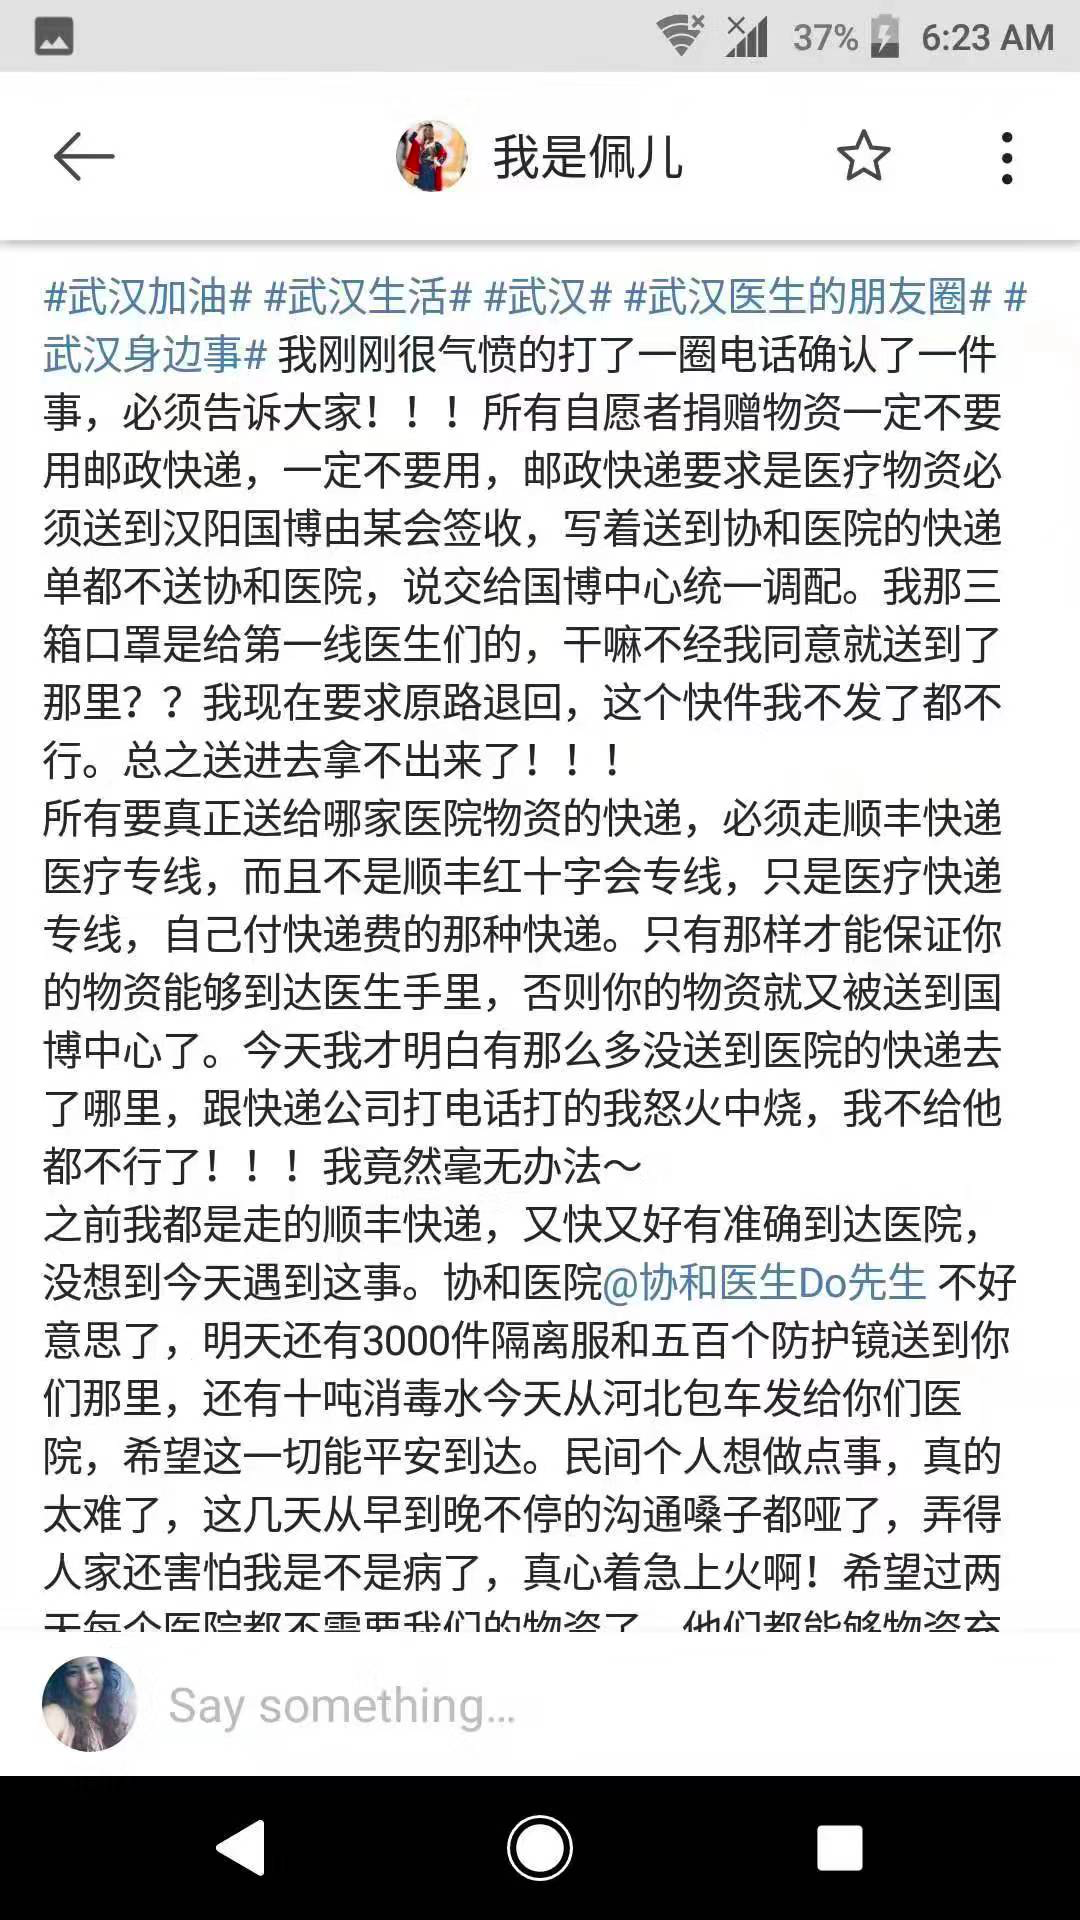 37% 6:23 AM
我是佩儿
#武汉加油# #武汉生活# #武汉# #武汉医生的朋友圈# #
武汉身边事# 我刚刚很气愤的打了一圈电话确认了一件
事，必须告诉大家！！！所有自愿者捐赠物资一定不要
用邮政快递，一定不要用，邮政快递要求是医疗物资必
须送到汉阳国博由某会签收，写着送到协和医院的快递
单都不送协和医院，说交给国博中心统一调配。我那三
箱口罩是给第一线医生们的，干嘛不经我同意就送到了
那里？？我现在要求原路退回，这个快件我不发了都不
行。总之送进去拿不出来了！！！
所有要真正送给哪家医院物资的快递，必须走顺丰快递
医疗专线，而且不是顺丰红十字会专线，只是医疗快递
专线，自己付快递费的那种快递。只有那样才能保证你
的物资能够到达医生手里，否则你的物资就又被送到国
博中心了。今天我才明白有那么多没送到医院的快递去
了哪里，跟快递公司打电话打的我怒火中烧，我不给他
都不行了！！！我竟然毫无办法～
之前我都是走的顺丰快递，又快又好有准确到达医院，
没想到今天遇到这事。协和医院@协和医生Do先生 不好
意思了，明天还有3000件隔离服和五百个防护镜送到你
们那里，还有十吨消毒水今天从河北包车发给你们医
院，希望这一切能平安到达。民间个人想做点事，真的
太难了，这几天从早到晚不停的沟通嗓子都哑了，弄得
人家还害怕我是不是病了，真心着急上火啊！希望过两
天每个医院都不需要我们的物资了，他们都能够物资充
Say something...